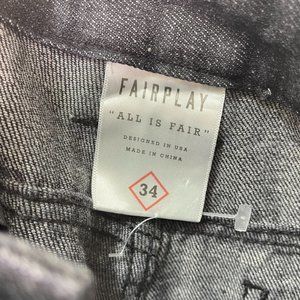 FAIRPLAY
"ALL IS FAIR"
DESIGNED IN USA
MADE IN CHINA
34